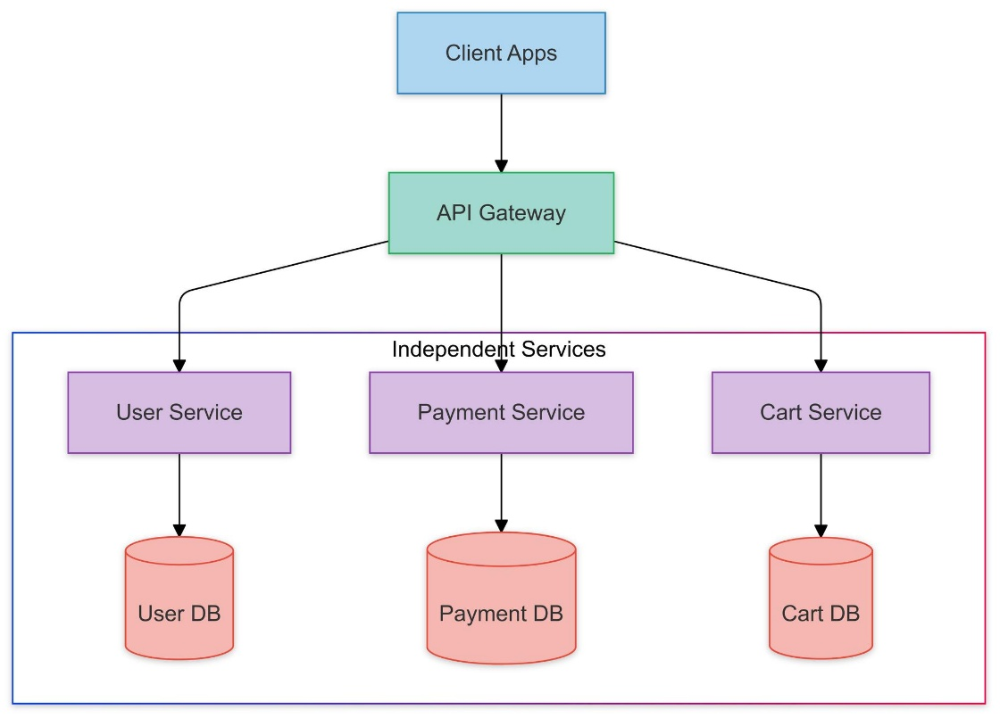 Client Apps
API Gateway
Independent Services
User Service
Payment Service
Cart Service
User DB
Payment DB
Cart DB